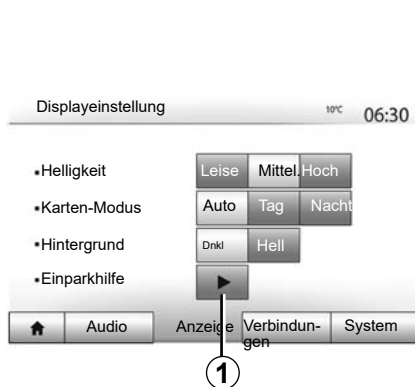 Displayeinstellung 10°C 06:30
▪Helligkeit Leise Mittel. Hoch
▪Karten-Modus Auto Tag Nacht
▪Hintergrund Dnkl Hell
▪Einparkhilfe
Audio Anzeige Verbindun-
gen System
1